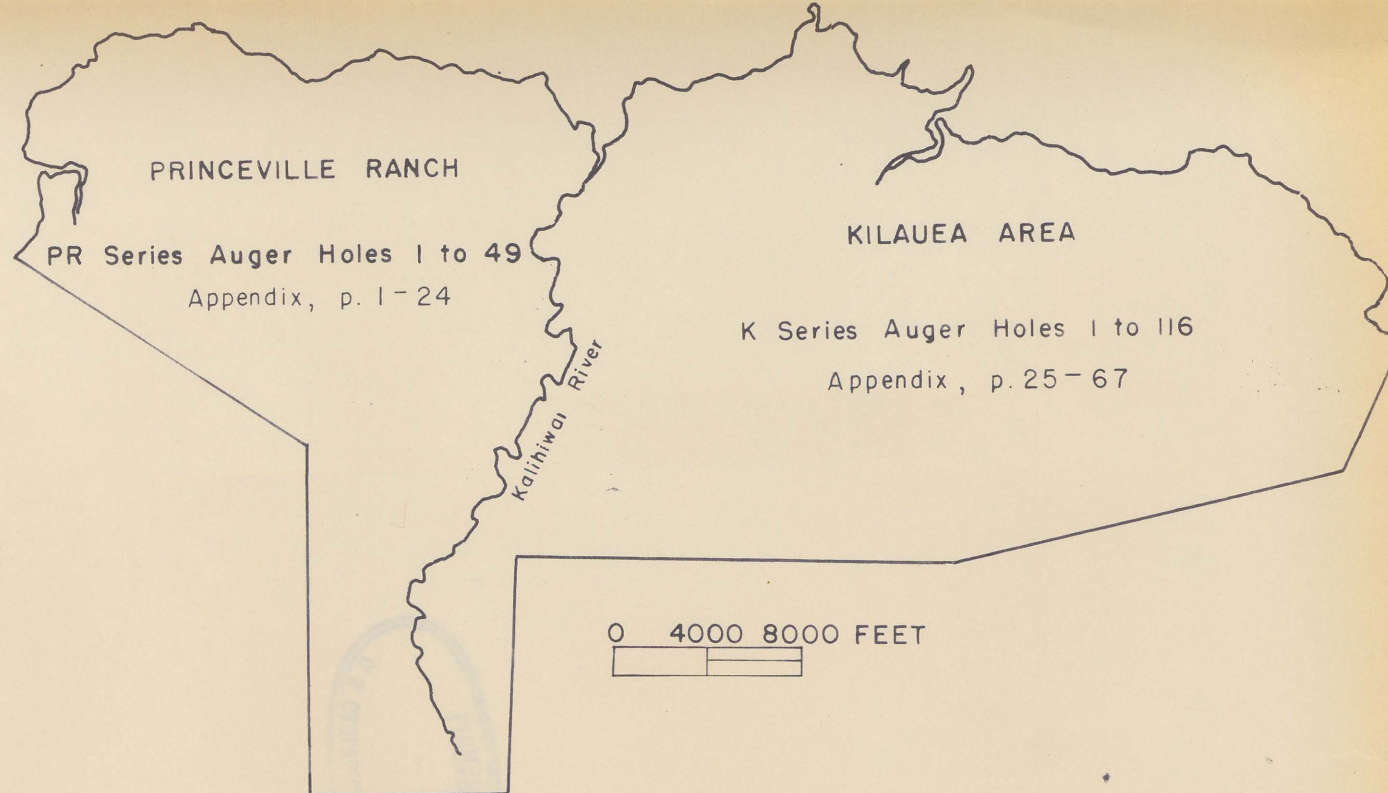 PRINCEVILLE RANCH
PR Series Auger Holes 1 to 49
Appendix, p. 1-24
KILAUEA AREA
K Series Auger Holes 1 to 116
Appendix, p. 25-67
Kalihiwai River
0 4000 8000 FEET